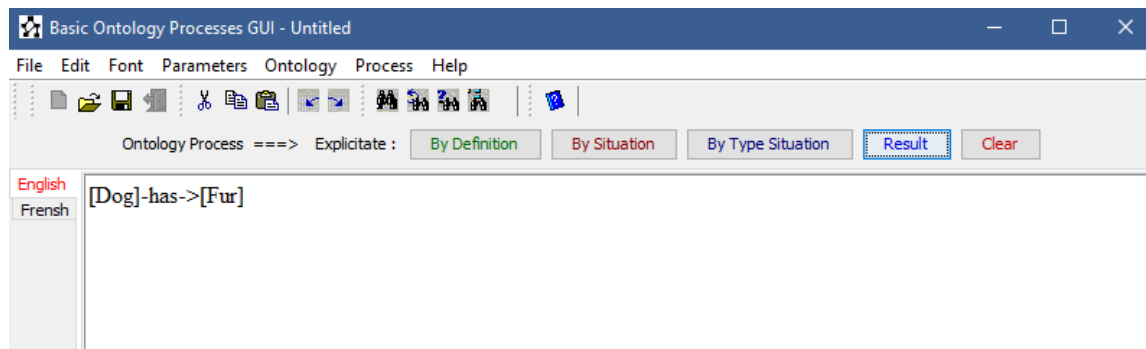 Basic Ontology Processes GUI - Untitled
File Edit Font Parameters Ontology Process Help
Ontology Process ===> Explicitate : By Definition By Situation By Type Situation Result Clear
English
[Dog]-has->[Fur]
Frensh